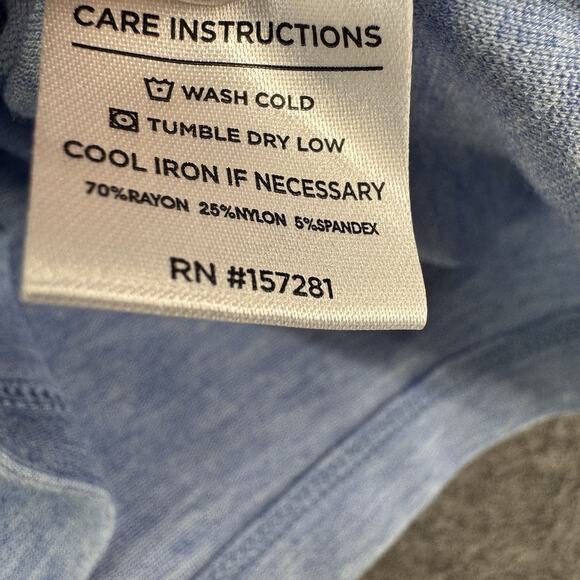 CARE INSTRUCTIONS
WASH COLD
TUMBLE DRY LOW
COOL IRON IF NECESSARY
70%RAYON 25%NYLON 5%SPANDEX
RN #157281